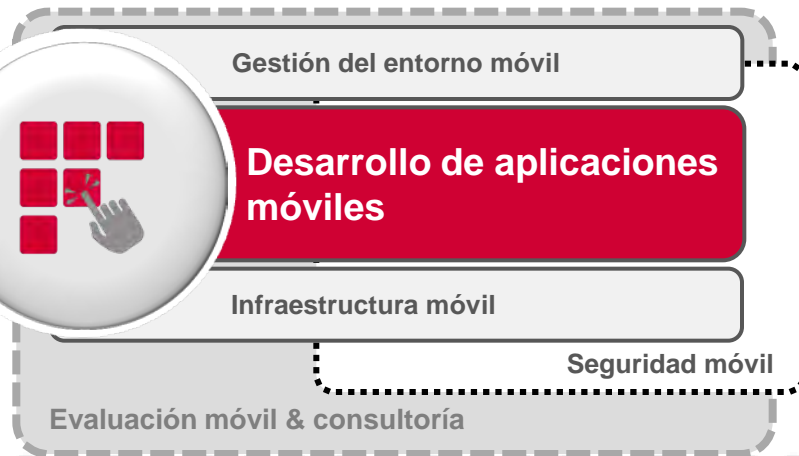 Gestión del entorno móvil
Desarrollo de aplicaciones
móviles
Infraestructura móvil
Seguridad móvil
Evaluación móvil & consultoría